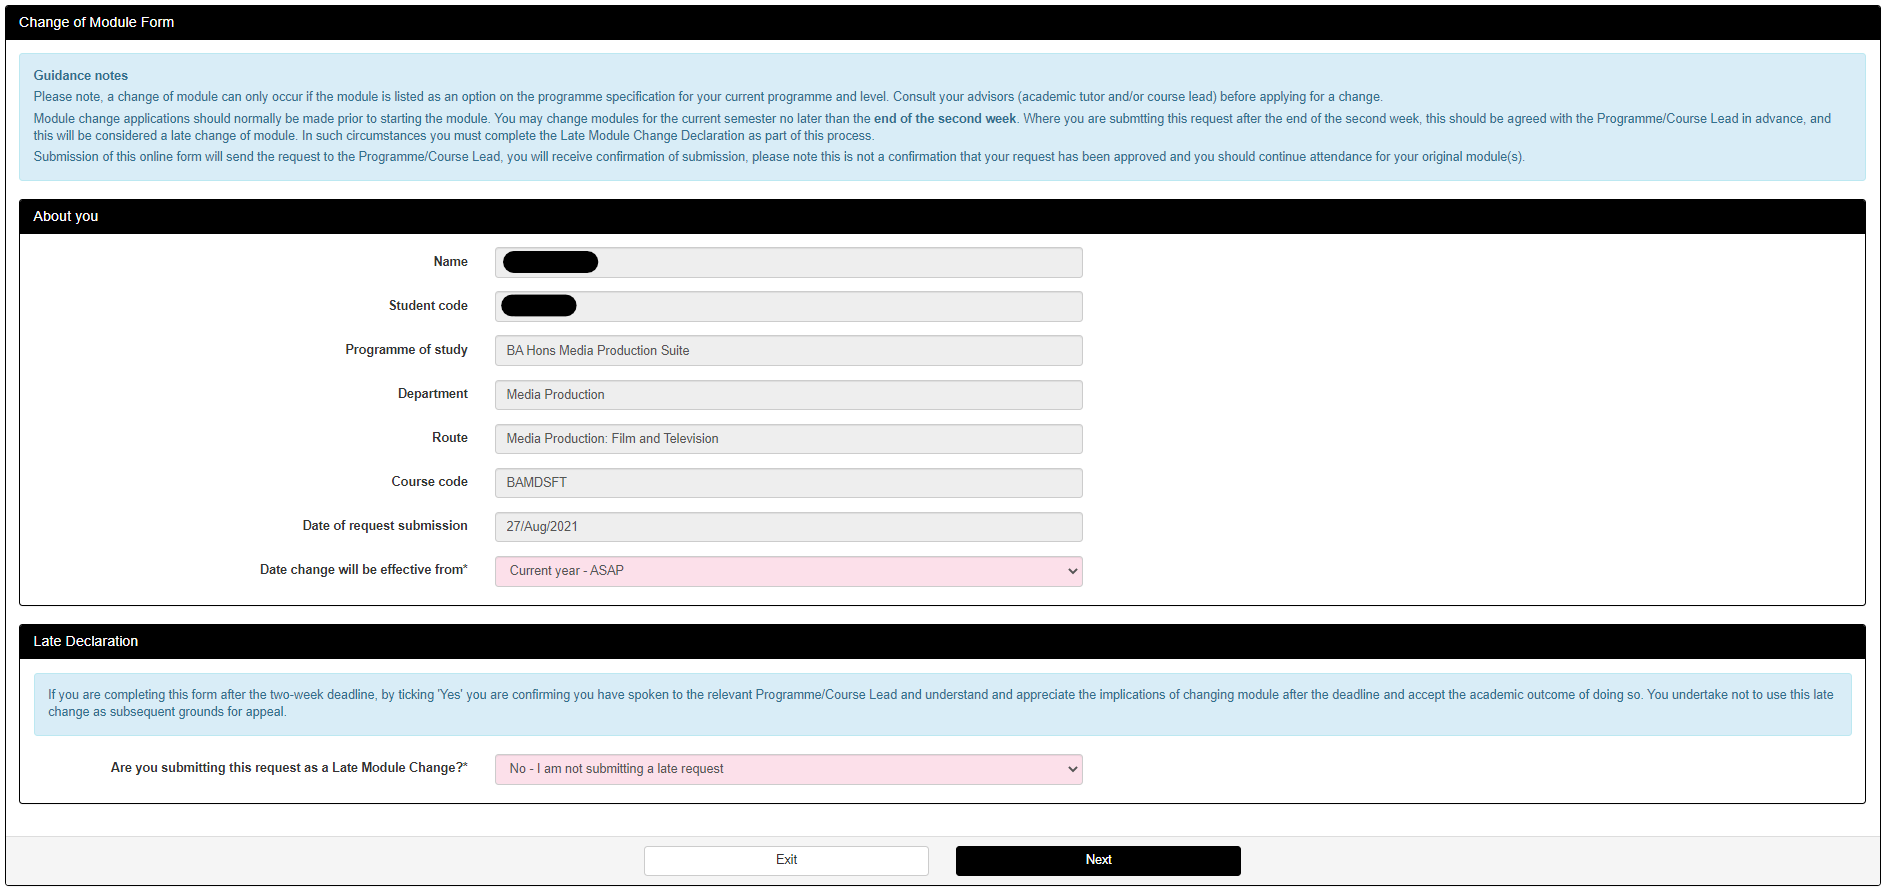 Change of Module Form
Guidance notes
Please note, a change of module can only occur if the module is listed as an option on the programme specification for your current programme and level. Consult your advisors (academic tutor and/or course lead) before applying for a change.
Module change applications should normally be made prior to starting the module. You may change modules for the current semester no later than the end of the second week. Where you are submtting this request after the end of the second week, this should be agreed with the Programme/Course Lead in advance, and
this will be considered a late change of module. In such circumstances you must complete the Late Module Change Declaration as part of this process.
Submission of this online form will send the request to the Programme/Course Lead, you will receive confirmation of submission, please note this is not a confirmation that your request has been approved and you should continue attendance for your original module(s).
About you
Name
Student code
Programme of study BA Hons Media Production Suite
Department Media Production
Route Media Production: Film and Television
Course code BAMDSFT
Date of request submission 27/Aug/2021
Date change will be effective from* Current year - ASAP
Late Declaration
If you are completing this form after the two-week deadline, by ticking 'Yes' you are confirming you have spoken to the relevant Programme/Course Lead and understand and appreciate the implications of changing module after the deadline and accept the academic outcome of doing so. You undertake not to use this late
change as subsequent grounds for appeal.
Are you submitting this request as a Late Module Change?* No - I am not submitting a late request
Exit Next